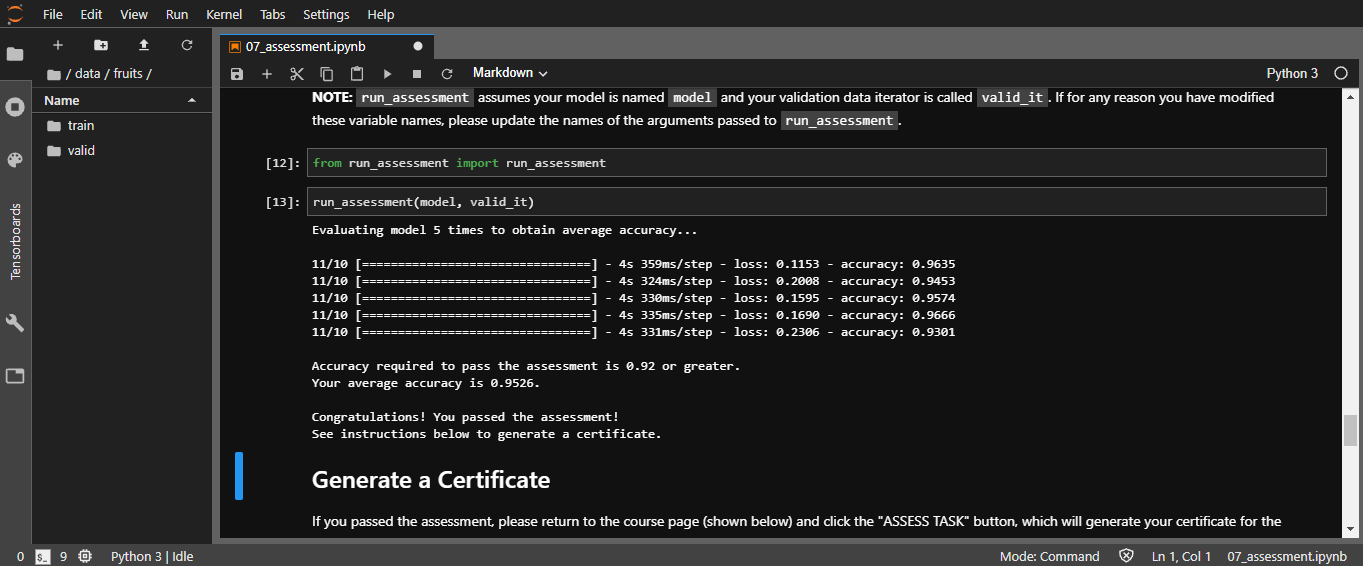 File Edit View Run Kernel Tabs Settings Help
07_assessment.ipynb
/ data / fruits /
Markdown
Python 3
Name
train
valid
Tensorboards
NOTE: run_assessment assumes your model is named model and your validation data iterator is called valid_it. If for any reason you have modified
these variable names, please update the names of the arguments passed to run_assessment.
[12]: from run_assessment import run_assessment
[13]: run_assessment(model, valid_it)
Evaluating model 5 times to obtain average accuracy...
11/10 [================================] - 4s 359ms/step - loss: 0.1153 - accuracy: 0.9635
11/10 [================================] - 4s 324ms/step - loss: 0.2008 - accuracy: 0.9453
11/10 [================================] - 4s 330ms/step - loss: 0.1595 - accuracy: 0.9574
11/10 [================================] - 4s 335ms/step - loss: 0.1690 - accuracy: 0.9666
11/10 [================================] - 4s 331ms/step - loss: 0.2306 - accuracy: 0.9301
Accuracy required to pass the assessment is 0.92 or greater.
Your average accuracy is 0.9526.
Congratulations! You passed the assessment!
See instructions below to generate a certificate.
Generate a Certificate
If you passed the assessment, please return to the course page (shown below) and click the "ASSESS TASK" button, which will generate your certificate for the
0 $_ 9 Python 3 | Idle Mode: Command Ln 1, Col 1 07_assessment.ipynb